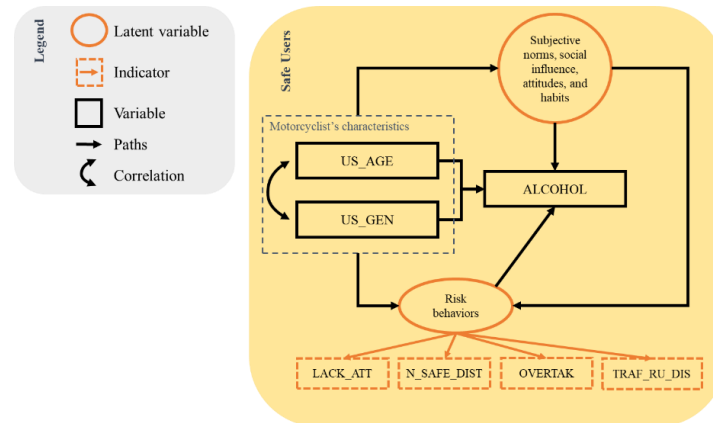 Legend
Latent variable
Indicator
Variable
Paths
Correlation
Safe Users
Subjective
norms, social
influence,
attitudes, and
habits
Motorcyclist's characteristics
US_AGE
US_GEN
ALCOHOL
Risk
behaviors
LACK_ATT
N_SAFE_DIST
OVERTAK
TRAF_RU_DIS